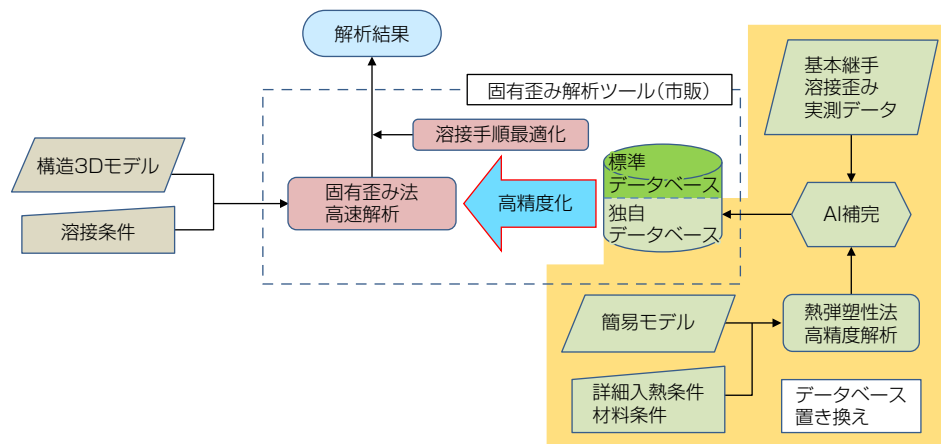 解析結果
固有歪み解析ツール(市販)
基本継手
溶接歪み
実測データ
溶接手順最適化
構造3Dモデル
溶接条件
固有歪み法
高速解析
高精度化
標準
データベース
独自
データベース
AI補完
簡易モデル
熱弾塑性法
高精度解析
詳細入熱条件
材料条件
データベース
置き換え